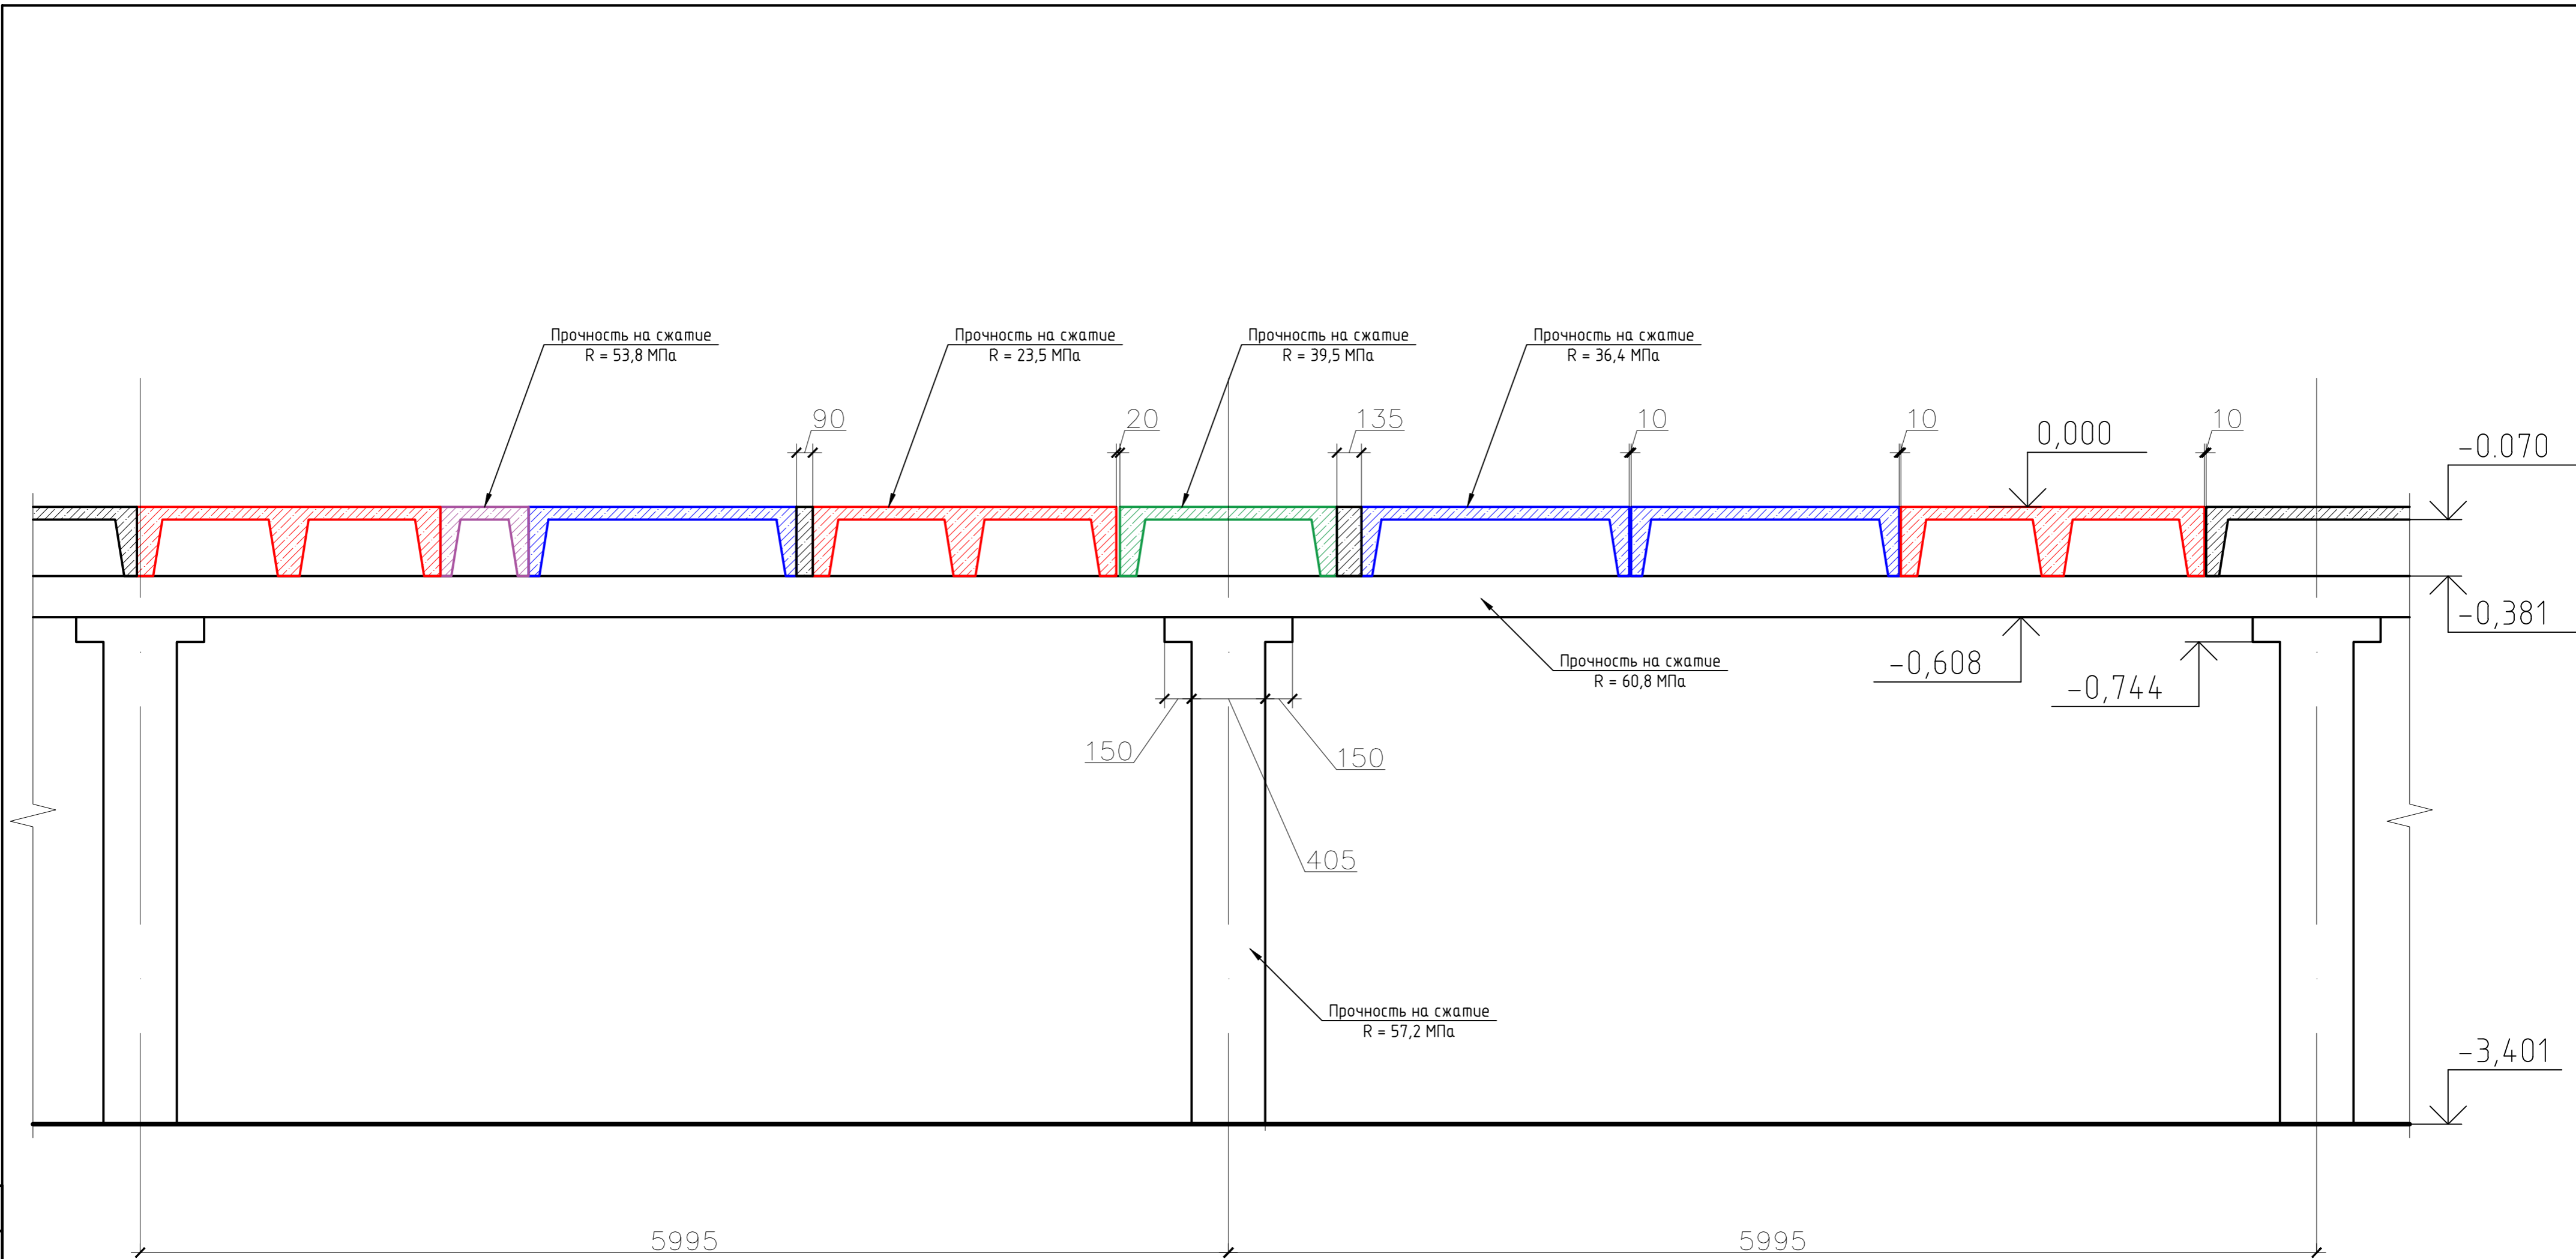 Прочность на сжатие
R = 53,8 МПа
Прочность на сжатие
R = 23,5 МПа
Прочность на сжатие
R = 39,5 МПа
Прочность на сжатие
R = 36,4 МПа
90
20
135
10
10
10
0,000
-0.070
-0,381
-0,608
-0,744
Прочность на сжатие
R = 60,8 МПа
150
150
405
Прочность на сжатие
R = 57,2 МПа
-3,401
5995
5995